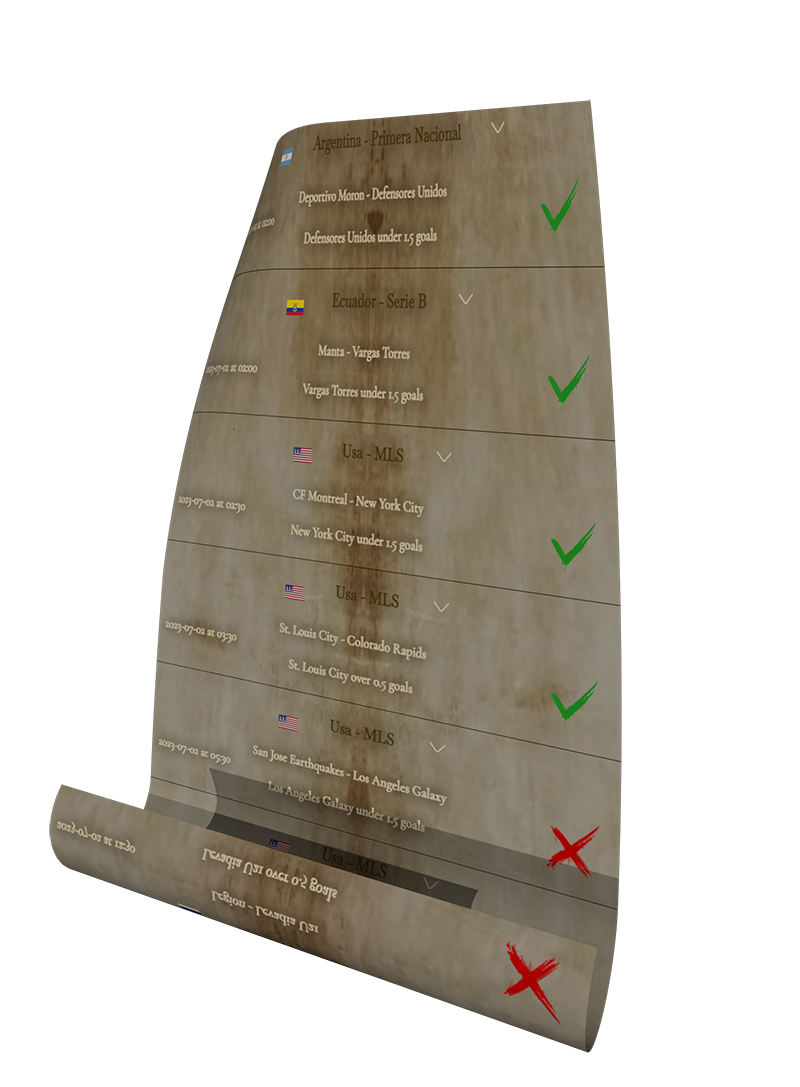 Argentina - Primera Nacional
Deportivo Moron - Defensores Unidos
at 02:00
Defensores Unidos under 1.5 goals
Ecuador - Serie B
Manta - Vargas Torres
2023-07-02 at 02:00
Vargas Torres under 1.5 goals
Usa - MLS
CF Montreal - New York City
2023-07-02 at 02:30
New York City under 1.5 goals
Usa - MLS
St. Louis City - Colorado Rapids
2023-07-02 at 03:30
St. Louis City over 0.5 goals
Usa - MLS
San Jose Earthquakes - Los Angeles Galaxy
2023-07-02 at 05:30
Los Angeles Galaxy under 1.5 goals
Usa - MLS
2023-07-02 at 12:30
Levadia U21 over 0.5 goals
Legion - Levadia U21